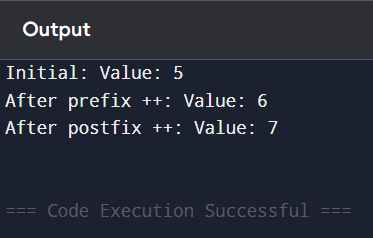 Output
Initial: Value: 5
After prefix ++: Value: 6
After postfix ++: Value: 7
=== Code Execution Successful ===